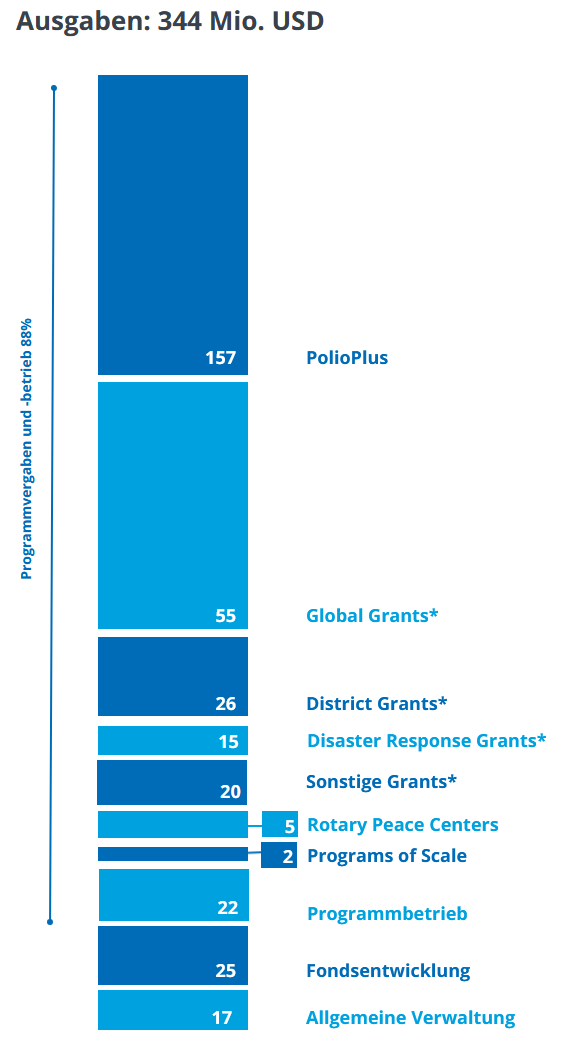 Ausgaben: 344 Mio. USD
Programmvergaben und -betrieb 88%
157 PolioPlus
55 Global Grants*
26 District Grants*
15 Disaster Response Grants*
20 Sonstige Grants*
5 Rotary Peace Centers
2 Programs of Scale
22 Programmbetrieb
25 Fondsentwicklung
17 Allgemeine Verwaltung